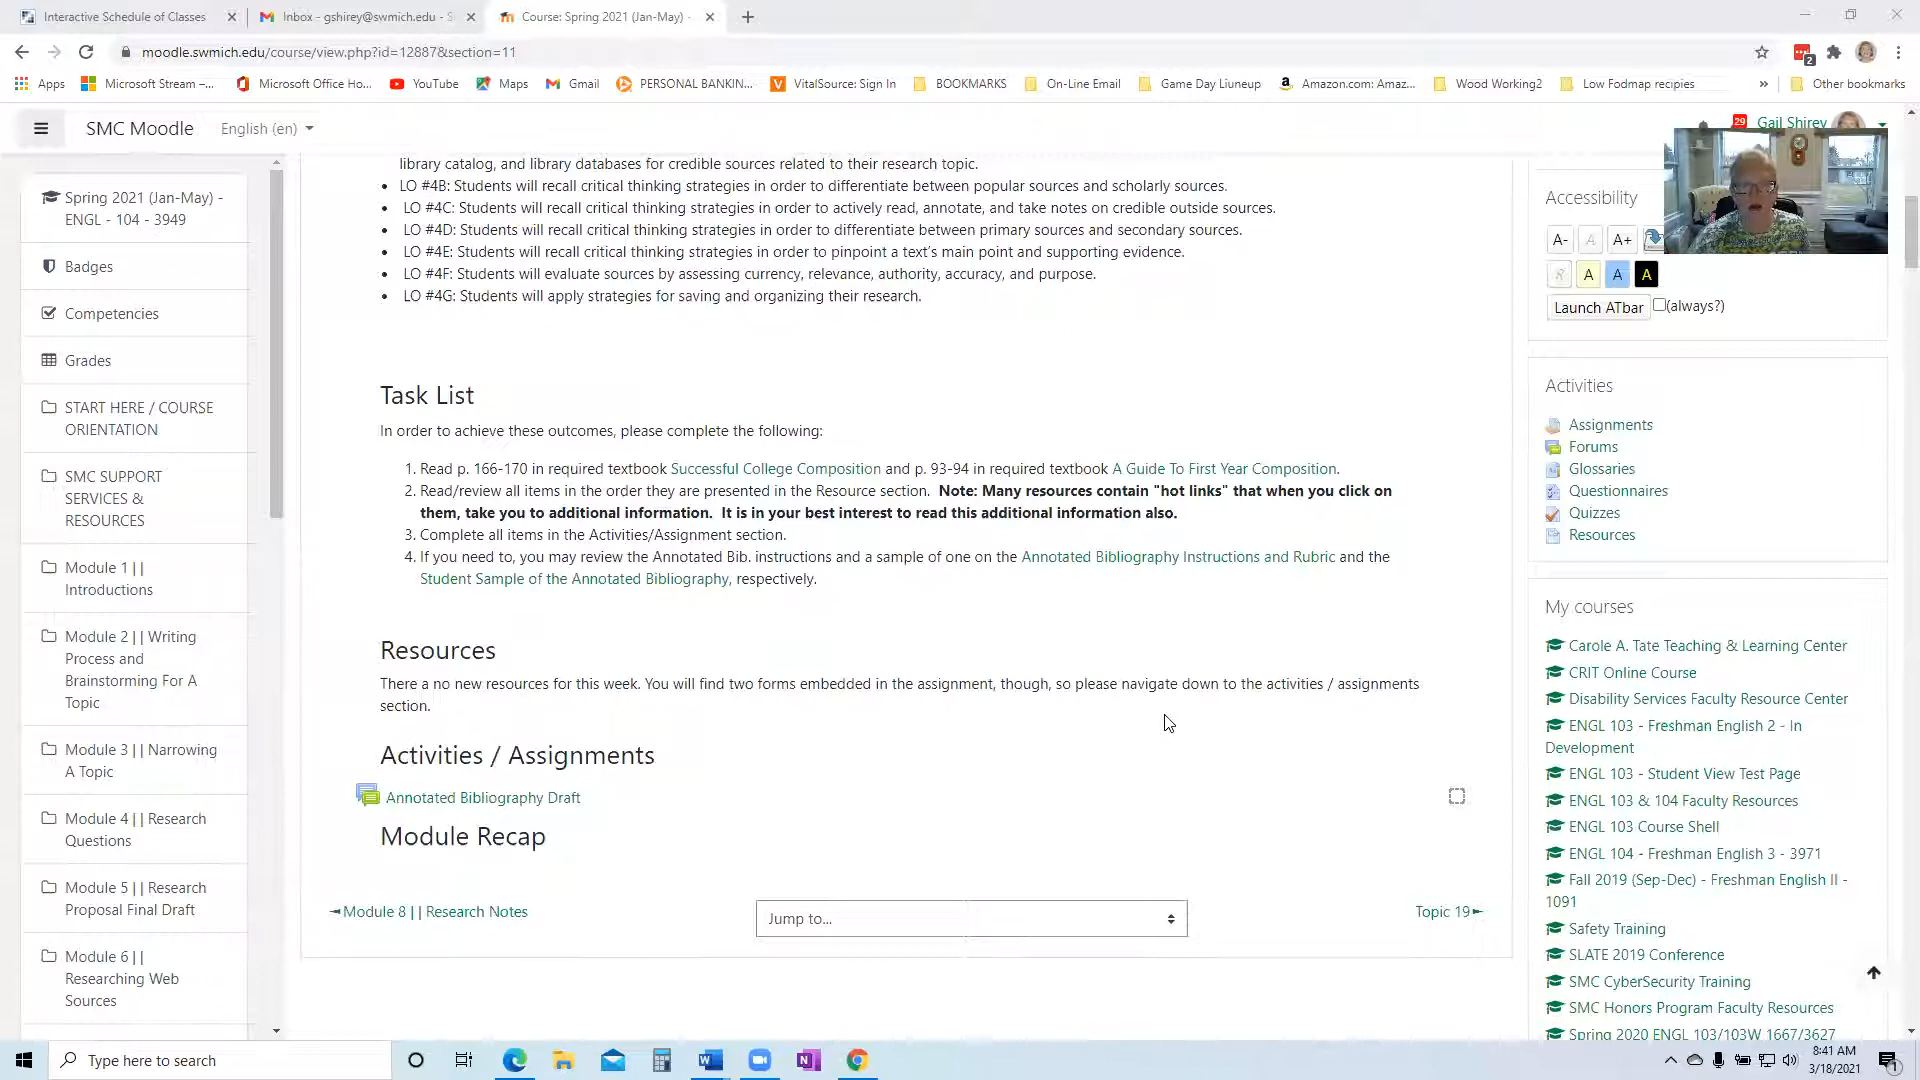 Interactive Schedule of Classes
Inbox - gshirey@swmich.edu - S
Course: Spring 2021 (Jan-May) -
moodle.swmich.edu/course/view.php?id=12887&section=11
2
Apps
Microsoft Stream –...
Microsoft Office Ho...
YouTube
Maps
Gmail
PERSONAL BANKIN...
VitalSource: Sign In
BOOKMARKS
On-Line Email
Game Day Liuneup
Amazon.com: Amaz...
Wood Working2
Low Fodmap recipies
»
Other bookmarks
SMC Moodle
English (en)
29
Gail Shirey
Spring 2021 (Jan-May) -
ENGL - 104 - 3949
Badges
Competencies
Grades
START HERE / COURSE
ORIENTATION
SMC SUPPORT
SERVICES &
RESOURCES
Module 1 ||
Introductions
Module 2 || Writing
Process and
Brainstorming For A
Topic
Module 3 || Narrowing
A Topic
Module 4 || Research
Questions
Module 5 || Research
Proposal Final Draft
Module 6 ||
Researching Web
Sources
library catalog, and library databases for credible sources related to their research topic.
LO #4B: Students will recall critical thinking strategies in order to differentiate between popular sources and scholarly sources.
LO #4C: Students will recall critical thinking strategies in order to actively read, annotate, and take notes on credible outside sources.
LO #4D: Students will recall critical thinking strategies in order to differentiate between primary sources and secondary sources.
LO #4E: Students will recall critical thinking strategies in order to pinpoint a text's main point and supporting evidence.
LO #4F: Students will evaluate sources by assessing currency, relevance, authority, accuracy, and purpose.
LO #4G: Students will apply strategies for saving and organizing their research.
Task List
In order to achieve these outcomes, please complete the following:
1. Read p. 166-170 in required textbook Successful College Composition and p. 93-94 in required textbook A Guide To First Year Composition.
2. Read/review all items in the order they are presented in the Resource section. Note: Many resources contain "hot links" that when you click on
them, take you to additional information. It is in your best interest to read this additional information also.
3. Complete all items in the Activities/Assignment section.
4. If you need to, you may review the Annotated Bib. instructions and a sample of one on the Annotated Bibliography Instructions and Rubric and the
Student Sample of the Annotated Bibliography, respectively.
Resources
There a no new resources for this week. You will find two forms embedded in the assignment, though, so please navigate down to the activities / assignments
section.
Activities / Assignments
Annotated Bibliography Draft
Module Recap
◄Module 8 || Research Notes
Jump to...
Topic 19►
Accessibility
A-
A
A+
R
A
A
A
Launch ATbar
(always?)
Activities
Assignments
Forums
Glossaries
Questionnaires
Quizzes
Resources
My courses
Carole A. Tate Teaching & Learning Center
CRIT Online Course
Disability Services Faculty Resource Center
ENGL 103 - Freshman English 2 - In
Development
ENGL 103 - Student View Test Page
ENGL 103 & 104 Faculty Resources
ENGL 103 Course Shell
ENGL 104 - Freshman English 3 - 3971
Fall 2019 (Sep-Dec) - Freshman English II -
1091
Safety Training
SLATE 2019 Conference
SMC CyberSecurity Training
SMC Honors Program Faculty Resources
Spring 2020 ENGL 103/103W 1667/3627
Type here to search
8:41 AM
3/18/2021
1